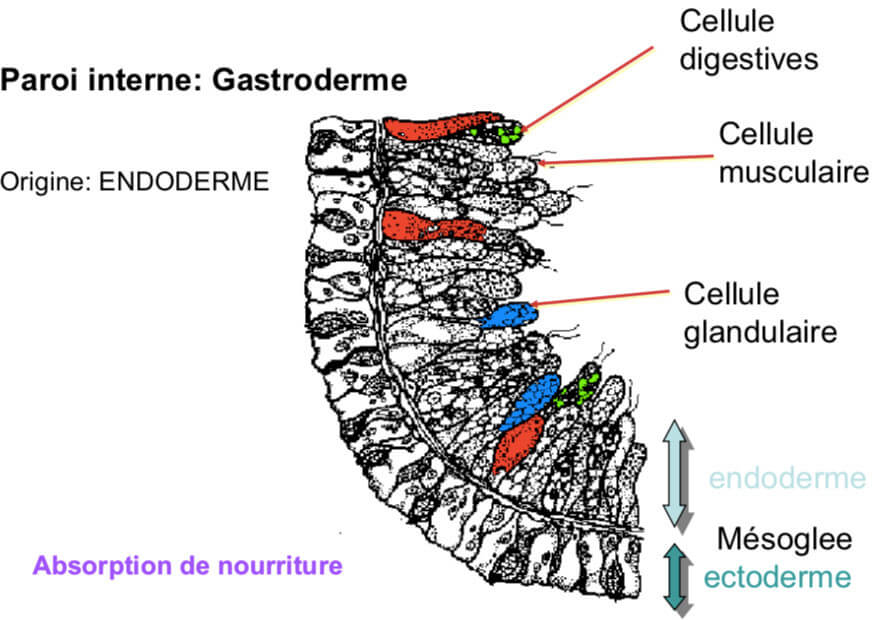 Cellule
digestives
Paroi interne: Gastroderme
Cellule
musculaire
Origine: ENDODERME
Cellule
glandulaire
endoderme
Mésoglee
Absorption de nourriture
ectoderme